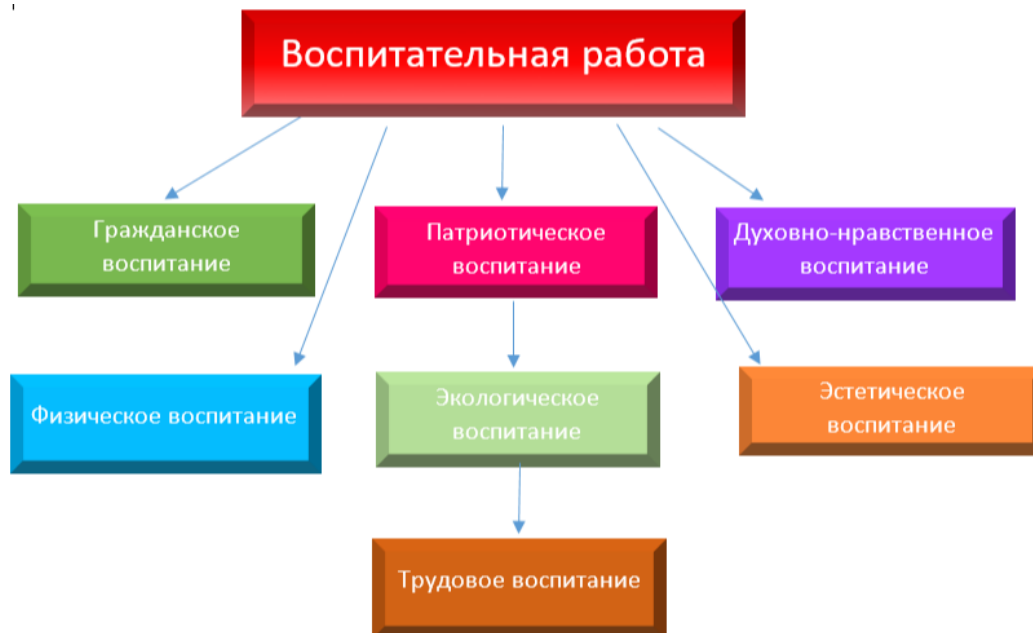 Воспитательная работа
Гражданское
воспитание
Патриотическое
воспитание
Духовно-нравственное
воспитание
Физическое воспитание
Экологическое
воспитание
Эстетическое
воспитание
Трудовое воспитание